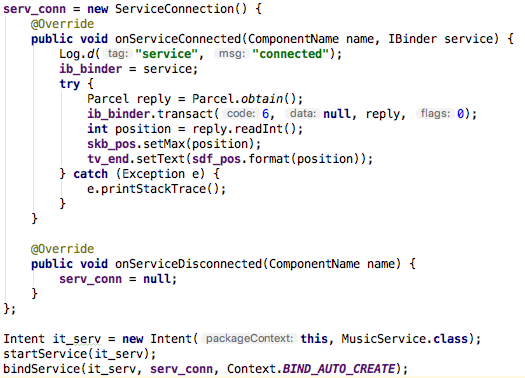 serv_conn = new ServiceConnection() {
@Override
public void onServiceConnected(ComponentName name, IBinder service) {
Log.d( tag: "service", msg: "connected");
ib_binder = service;
try {
Parcel reply = Parcel.obtain();
ib_binder.transact( code: 6, data: null, reply, flags: 0);
int position = reply.readInt();
skb_pos.setMax(position);
tv_end.setText(sdf_pos.format(position));
} catch (Exception e) {
e.printStackTrace();
}
}
@Override
public void onServiceDisconnected(ComponentName name) {
serv_conn = null;
}
};
Intent it_serv = new Intent( packageContext: this, MusicService.class);
startService(it_serv);
bindService(it_serv, serv_conn, Context.BIND_AUTO_CREATE);